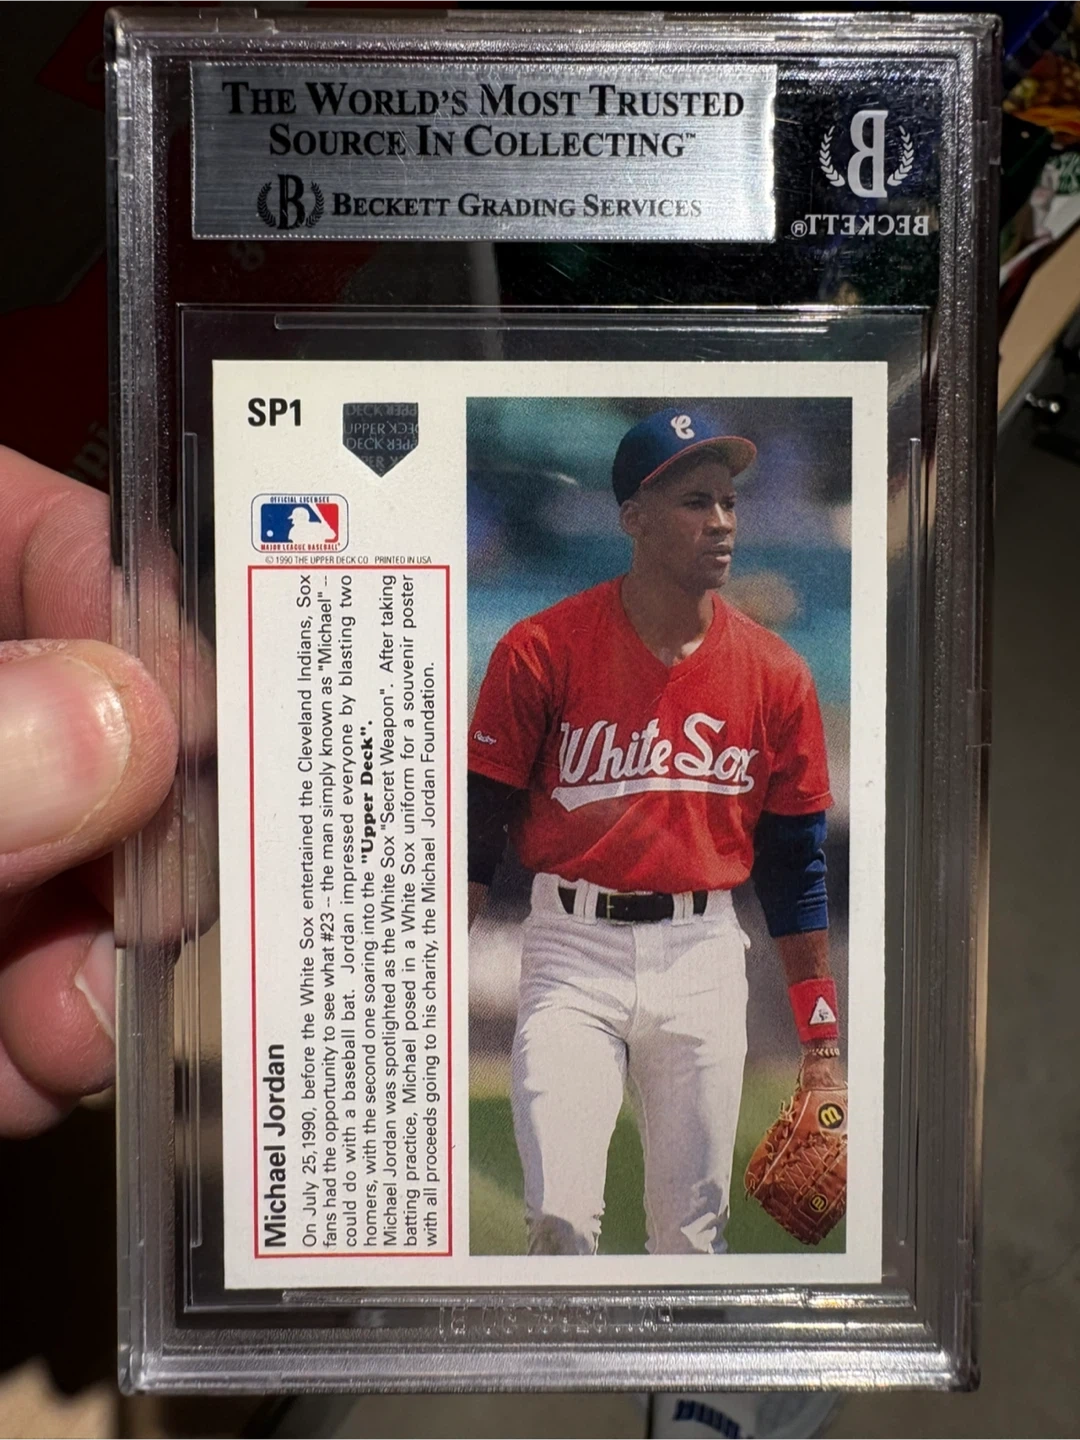 THE WORLD'S MOST TRUSTED
SOURCE IN COLLECTING™
B BECKETT GRADING SERVICES
B
BECKETT®
SP1
DECK
UPPER DECK
DECK
OFFICIAL LICENSEE
MAJOR LEAGUE BASEBALL
© 1990 THE UPPER DECK CO. PRINTED IN USA
Michael Jordan
On July 25,1990, before the White Sox entertained the Cleveland Indians, Sox
fans had the opportunity to see what #23 -- the man simply known as "Michael" --
could do with a baseball bat. Jordan impressed everyone by blasting two
homers, with the second one soaring into the "Upper Deck".
Michael Jordan was spotlighted as the White Sox "Secret Weapon". After taking
batting practice, Michael posed in a White Sox uniform for a souvenir poster
with all proceeds going to his charity, the Michael Jordan Foundation.
C
White Sox